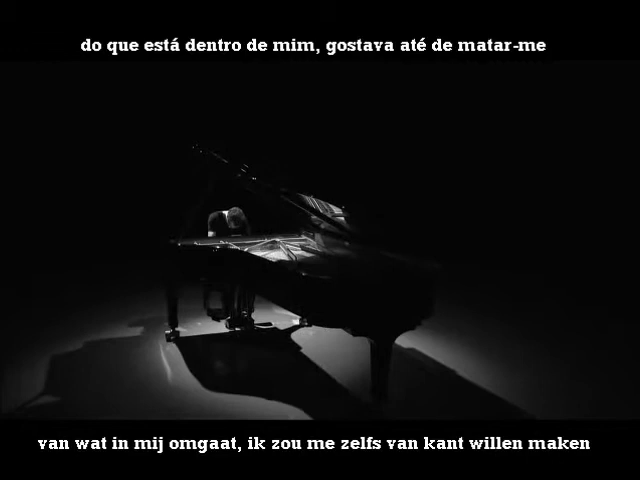 do que está dentro de mim, gostava até de matar-me
van wat in mij omgaat, ik zou me zelfs van kant willen maken